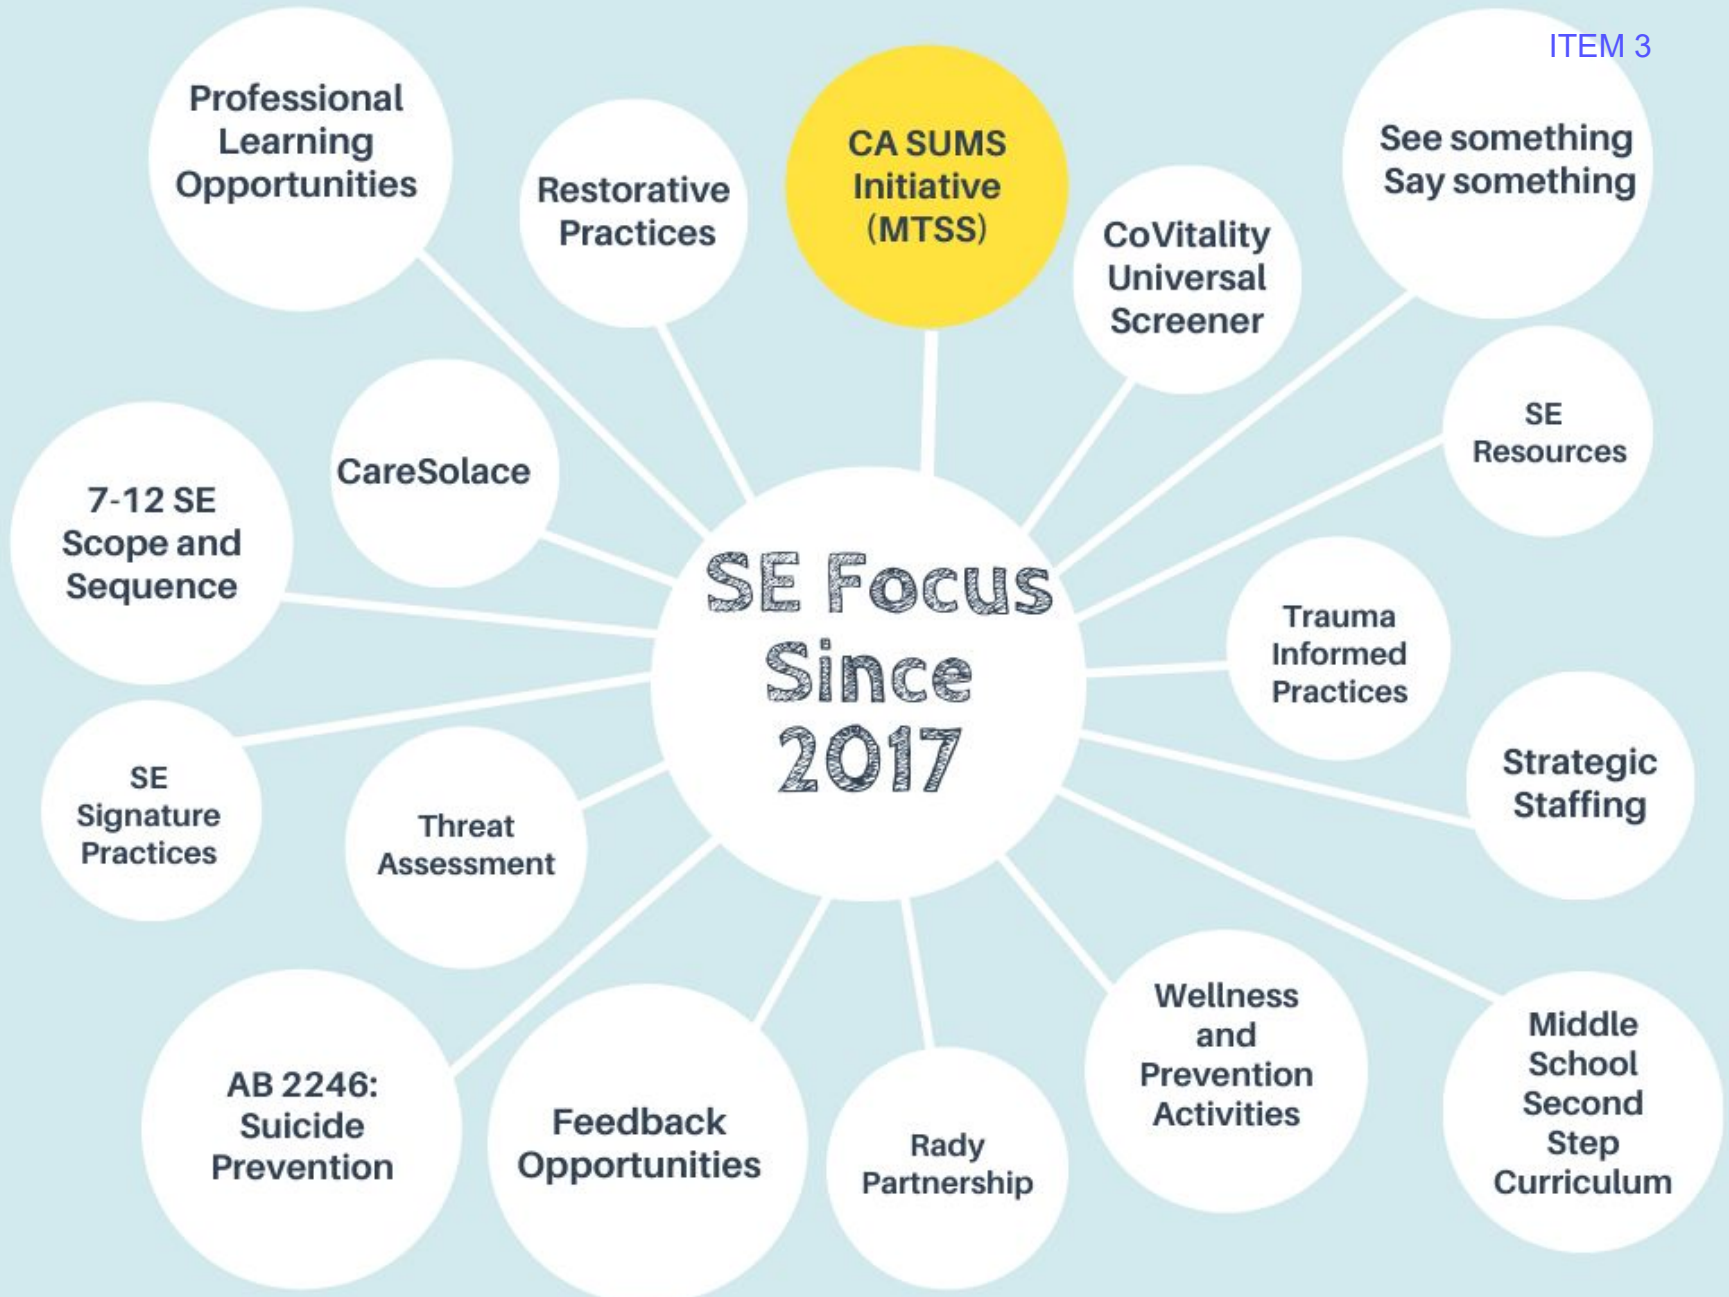 ITEM 3
Professional
Learning
Opportunities
Restorative
Practices
CA SUMS
Initiative
(MTSS)
CoVitality
Universal
Screener
See something
Say something
SE
Resources
CareSolace
7-12 SE
Scope and
Sequence
SE Focus
Since
2017
Trauma
Informed
Practices
Strategic
Staffing
SE
Signature
Practices
Threat
Assessment
AB 2246:
Suicide
Prevention
Feedback
Opportunities
Rady
Partnership
Wellness
and
Prevention
Activities
Middle
School
Second
Step
Curriculum